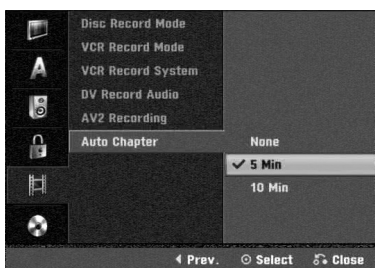 Disc Record Mode
VCR Record Mode
VCR Record System
DV Record Audio
AV2 Recording
Auto Chapter
None
✓ 5 Min
10 Min
Prev. Select Close